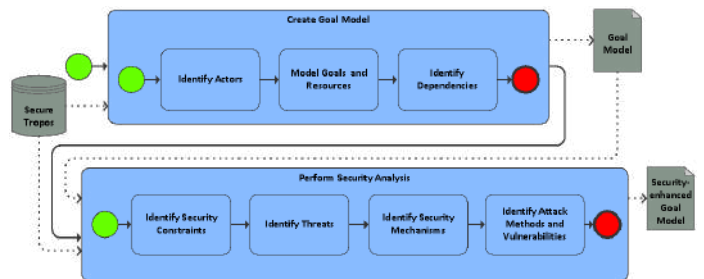 Create Goal Model
Identify Actors
Model Goals and
Resources
Identify
Dependencies
Goal
Model
Secure
Tropos
Perform Security Analysis
Identify Security
Constraints
Identify Threats
Identify Security
Mechanisms
Identify Attack
Methods and
Vulnerabilities
Security-
enhanced
Goal
Model